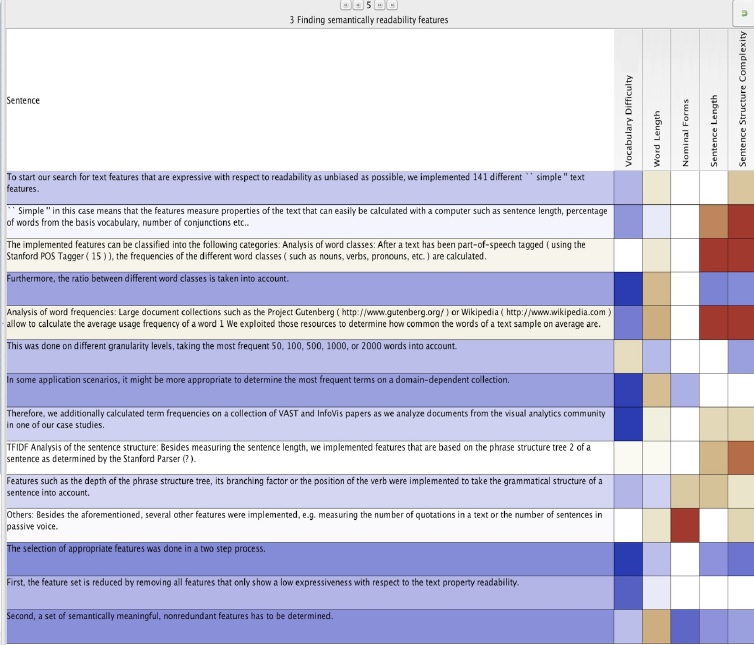 5
3 Finding semantically readability features
Sentence
Vocabulary Difficulty
Word Length
Nominal Forms
Sentence Length
Sentence Structure Complexity
To start our search for text features that are expressive with respect to readability as unbiased as possible, we implemented 141 different `` simple " text
features.
`` Simple " in this case means that the features measure properties of the text that can easily be calculated with a computer such as sentence length, percentage
of words from the basis vocabulary, number of conjunctions etc..
The implemented features can be classified into the following categories: Analysis of word classes: After a text has been part-of-speech tagged ( using the
Stanford POS Tagger ( 15 ) ), the frequencies of the different word classes ( such as nouns, verbs, pronouns, etc. ) are calculated.
Furthermore, the ratio between different word classes is taken into account.
Analysis of word frequencies: Large document collections such as the Project Gutenberg ( http://www.gutenberg.org/ ) or Wikipedia ( http://www.wikipedia.com )
allow to calculate the average usage frequency of a word 1 We exploited those resources to determine how common the words of a text sample on average are.
This was done on different granularity levels, taking the most frequent 50, 100, 500, 1000, or 2000 words into account.
In some application scenarios, it might be more appropriate to determine the most frequent terms on a domain-dependent collection.
Therefore, we additionally calculated term frequencies on a collection of VAST and InfoVis papers as we analyze documents from the visual analytics community
in one of our case studies.
TFIDF Analysis of the sentence structure: Besides measuring the sentence length, we implemented features that are based on the phrase structure tree 2 of a
sentence as determined by the Stanford Parser (? ).
Features such as the depth of the phrase structure tree, its branching factor or the position of the verb were implemented to take the grammatical structure of a
sentence into account.
Others: Besides the aforementioned, several other features were implemented, e.g. measuring the number of quotations in a text or the number of sentences in
passive voice.
The selection of appropriate features was done in a two step process.
First, the feature set is reduced by removing all features that only show a low expressiveness with respect to the text property readability.
Second, a set of semantically meaningful, nonredundant features has to be determined.